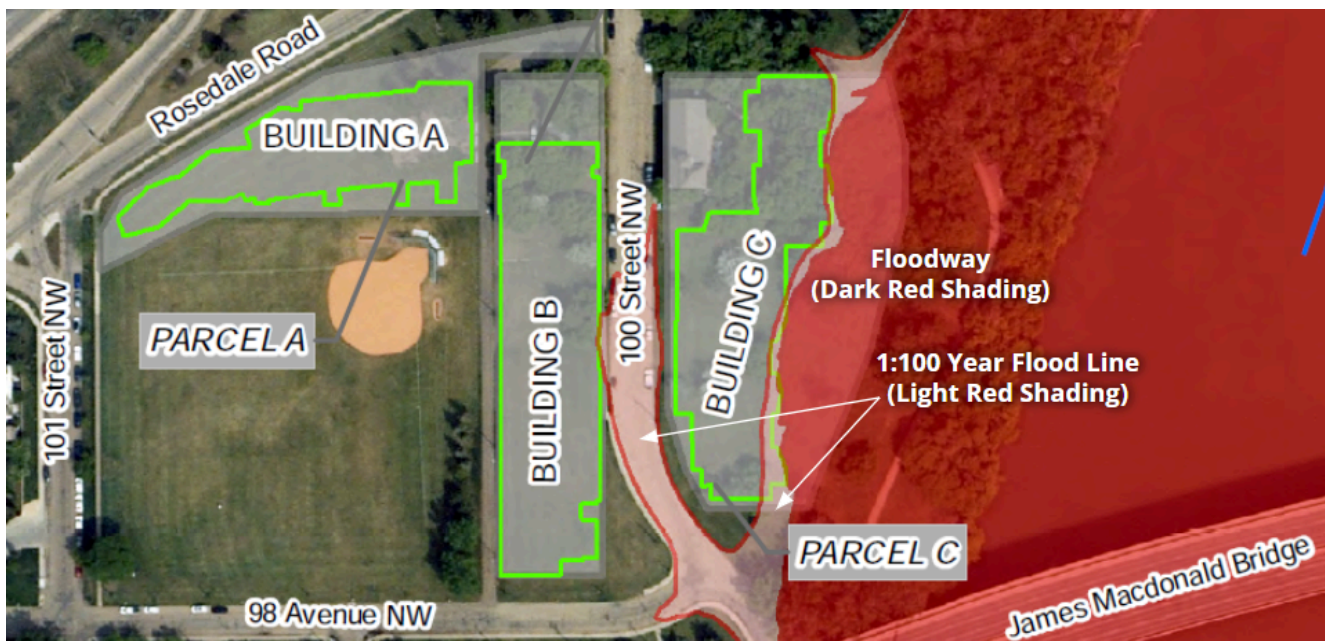 Rosedale Road
BUILDING A
101 Street NW
PARCEL A
BUILDING B
100 Street NW
BUILDING C
Floodway
(Dark Red Shading)
1:100 Year Flood Line
(Light Red Shading)
PARCEL C
98 Avenue NW
James Macdonald Bridge